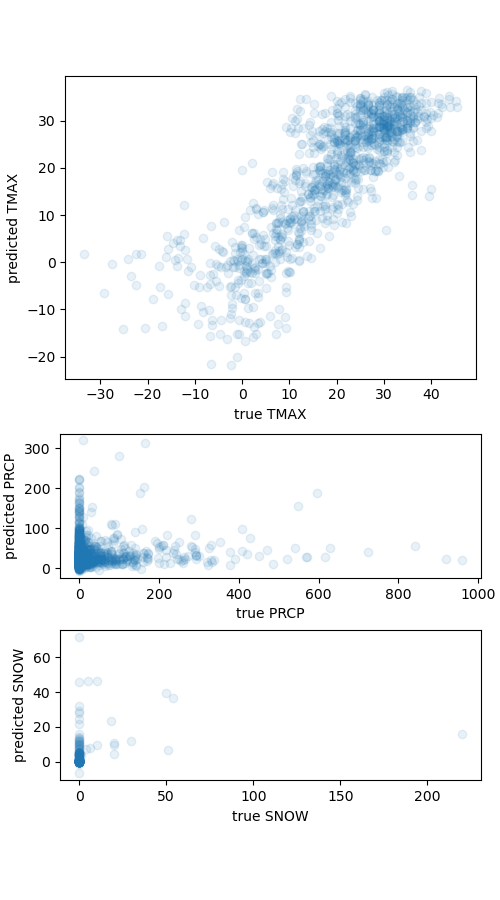 predicted TMAX
30
20
10
0
−10
−20
−30 −20 −10 0 10 20 30 40
true TMAX
predicted PRCP
300
200
100
0
0 200 400 600 800 1000
true PRCP
predicted SNOW
60
40
20
0
0 50 100 150 200
true SNOW